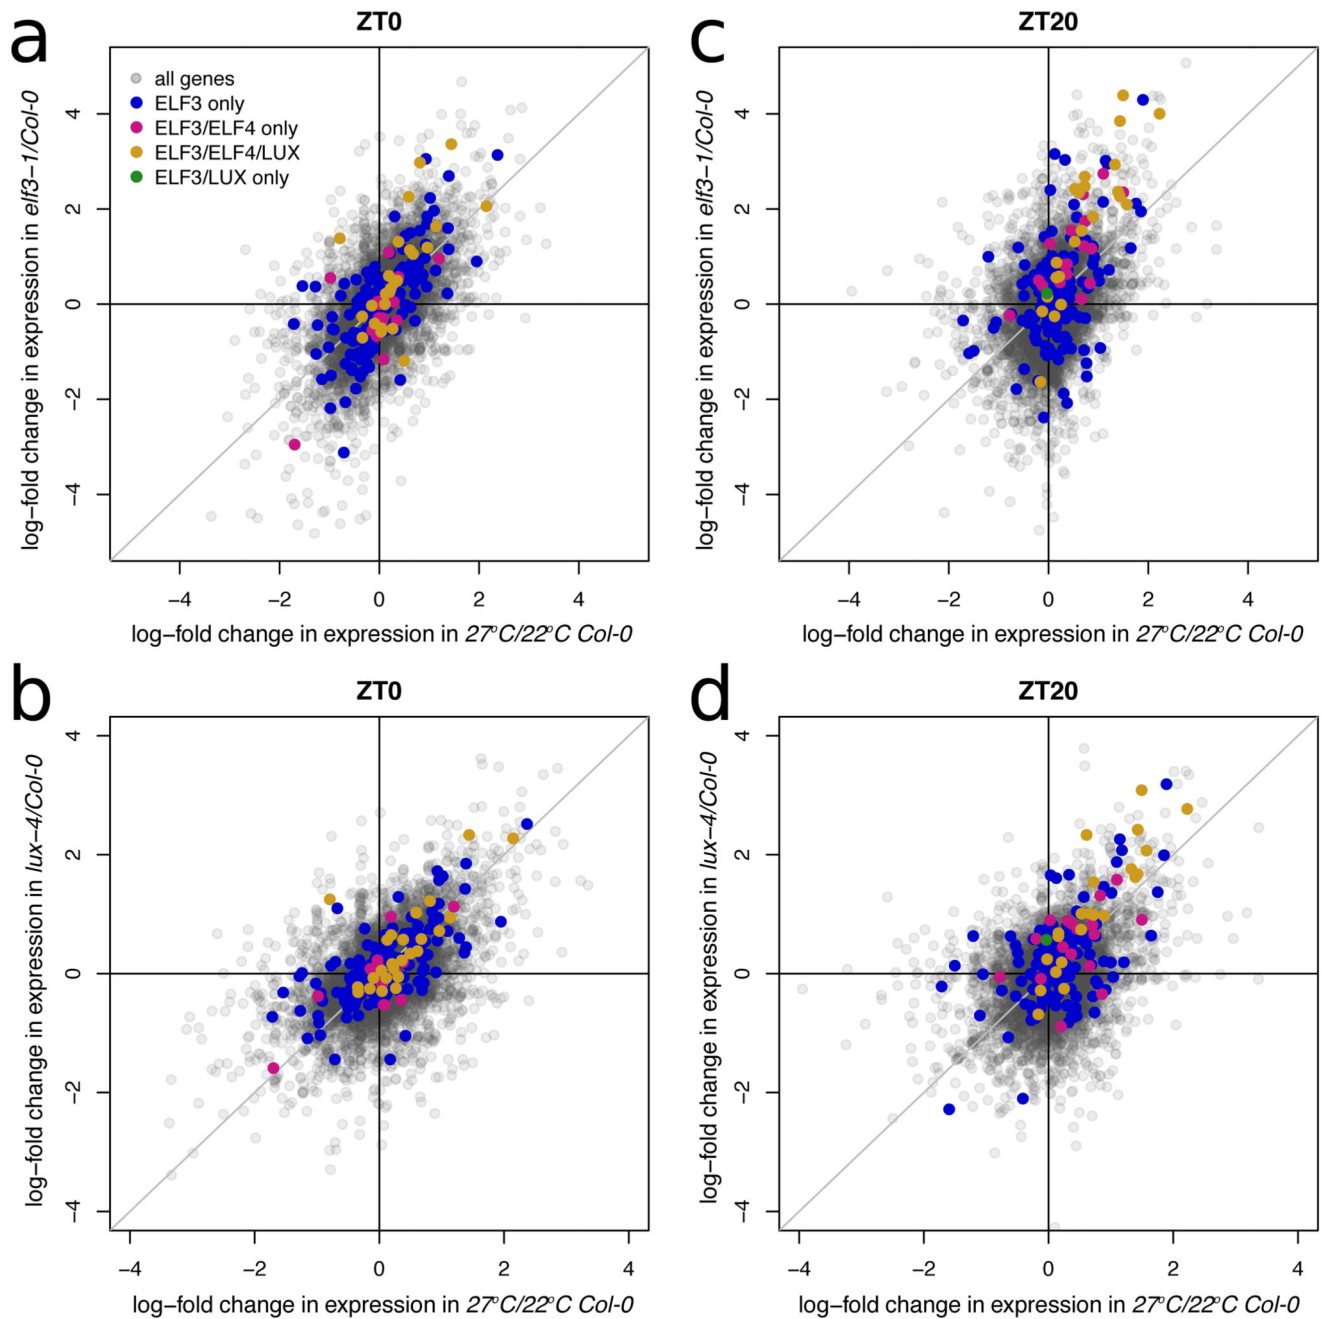 a
ZT0
all genes
ELF3 only
ELF3/ELF4 only
ELF3/ELF4/LUX
ELF3/LUX only
log−fold change in expression in elf3−1/Col-0
4
2
0
−2
−4
−4 −2 0 2 4
log−fold change in expression in 27°C/22°C Col-0
c
ZT20
log−fold change in expression in elf3−1/Col-0
4
2
0
−2
−4
−4 −2 0 2 4
log−fold change in expression in 27°C/22°C Col-0
b
ZT0
log−fold change in expression in lux−4/Col-0
4
2
0
−2
−4
−4 −2 0 2 4
log−fold change in expression in 27°C/22°C Col-0
d
ZT20
log−fold change in expression in lux−4/Col-0
4
2
0
−2
−4
−4 −2 0 2 4
log−fold change in expression in 27°C/22°C Col-0